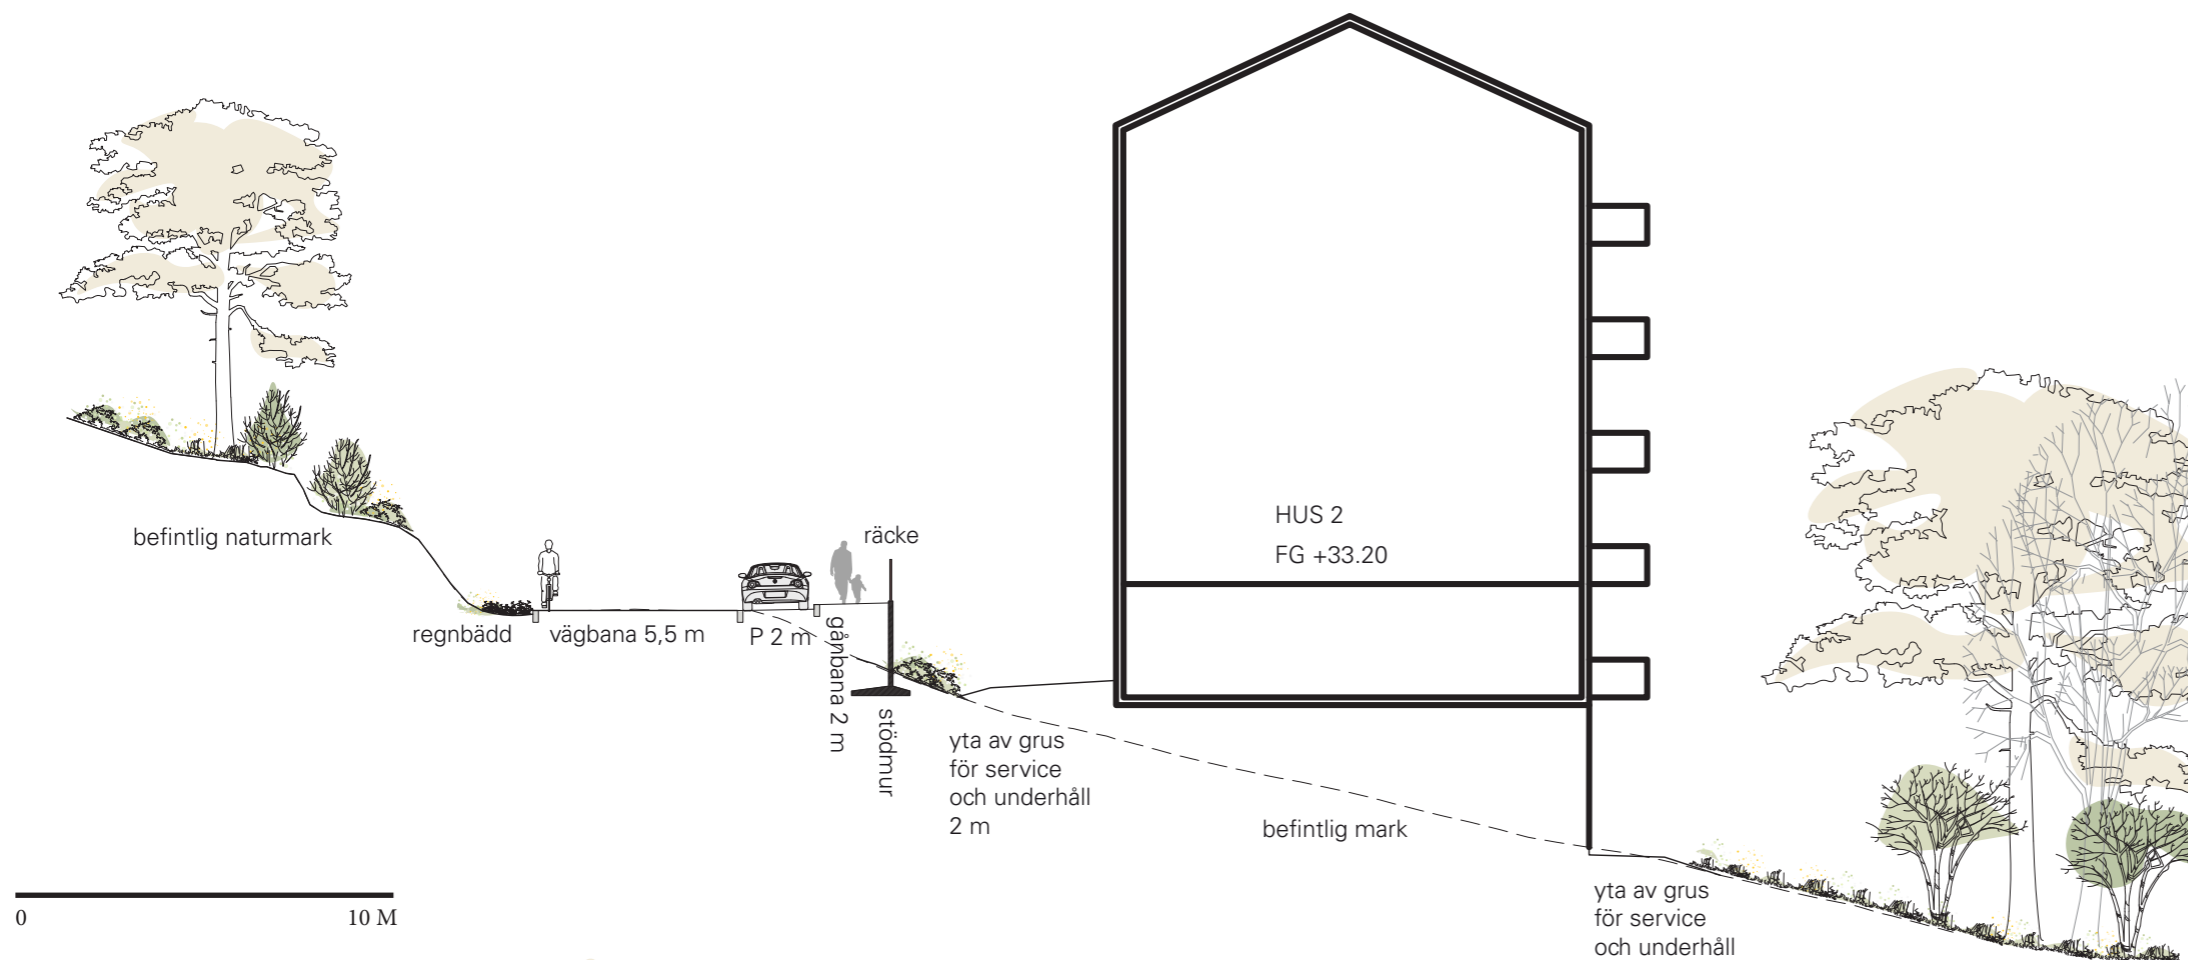 befintlig naturmark
regnbädd
vägbana 5,5 m
P 2 m
gånbana 2 m
räcke
stödmur
yta av grus
för service
och underhåll
2 m
HUS 2
FG +33.20
befintlig mark
yta av grus
för service
och underhåll
0
10 M